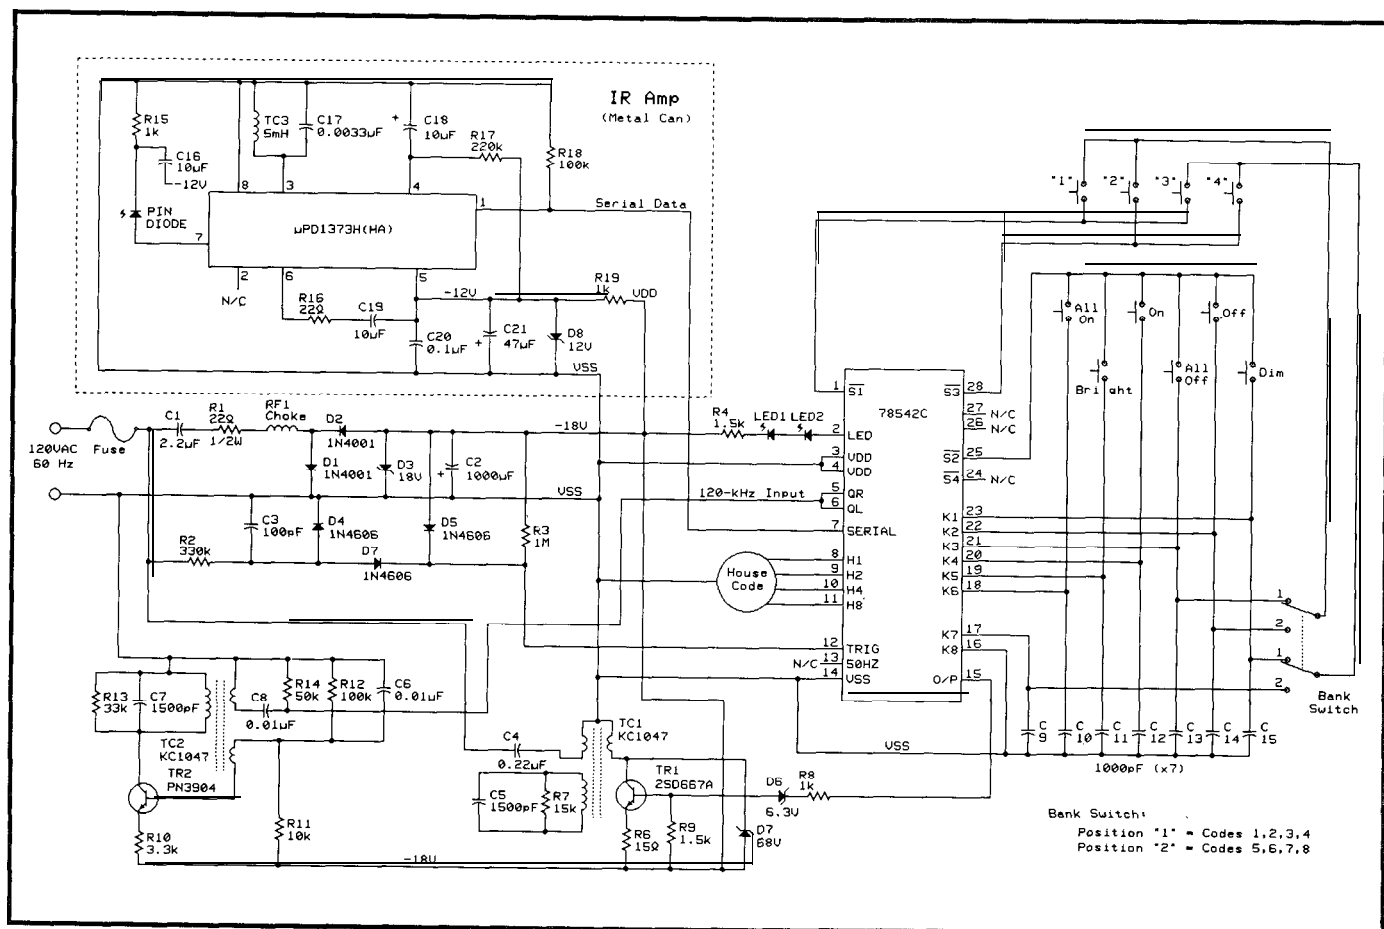 IR Amp
(Metal Can)
R15
1k
C16
10µF
-12V
PIN
DIODE
TC3
5mH
C17
0.0033µF
+
C18
10µF
R17
220k
R18
100k
8
3
4
1
7
2
6
5
µPD1373H(HA)
Serial Data
N/C
R16
22Ω
C19
10µF
-12V
R19
1k
VDD
C20
0.1µF
+
C21
47µF
D8
12V
VSS
"1"
"2"
"3"
"4"
All
On
On
Off
Bright
All
Off
Dim
120VAC
60 Hz
Fuse
C1
2.2µF
R1
22Ω
1/2W
RF1
Choke
D2
1N4001
D1
1N4001
D3
18V
+
C2
1000µF
-18V
R4
1.5k
LED1
LED2
VSS
120-kHz Input
C3
100pF
D4
1N4606
D5
1N4606
R3
1M
R2
330k
D7
1N4606
House
Code
78542C
1
S1
2
LED
3
VDD
4
VDD
5
QR
6
QL
7
SERIAL
8
H1
9
H2
10
H4
11
H8
12
TRIG
N/C
13
50HZ
14
VSS
S3
28
27
N/C
26
N/C
S2
25
S4
24
N/C
K1
23
K2
22
K3
21
K4
20
K5
19
K6
18
K7
17
K8
16
O/P
15
1
2
1
2
Bank
Switch
R13
33k
C7
1500pF
C8
0.01µF
R14
50k
R12
100k
C6
0.01µF
TC2
KC1047
TR2
PN3904
R10
3.3k
R11
10k
-18V
C4
0.22µF
C5
1500pF
R7
15k
TC1
KC1047
TR1
2SD667A
R6
15Ω
R9
1.5k
D7
68V
D6
6.3V
R8
1k
VSS
C
9
C
10
C
11
C
12
C
13
C
14
C
15
1000pF (x7)
Bank Switch:
Position "1" = Codes 1,2,3,4
Position "2" = Codes 5,6,7,8